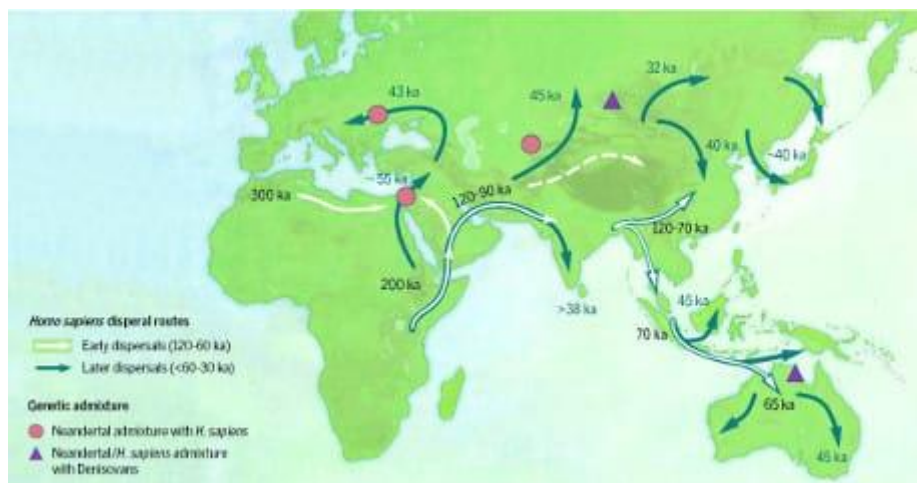 32 ka
45 ka
43 ka
40 ka
~40 ka
~ 55 ka
300 ka
120-90 ka
120-70 ka
200 ka
>38 ka
46 ka
70 ka
65 ka
45 ka
Homo sapiens disperal routes
Early dispersals (120-60 ka)
Later dispersals (<60-30 ka)
Genetic admixture
Neandertal admixture with H. sapiens
Neandertal/H. sapiens admixture
with Denisovans